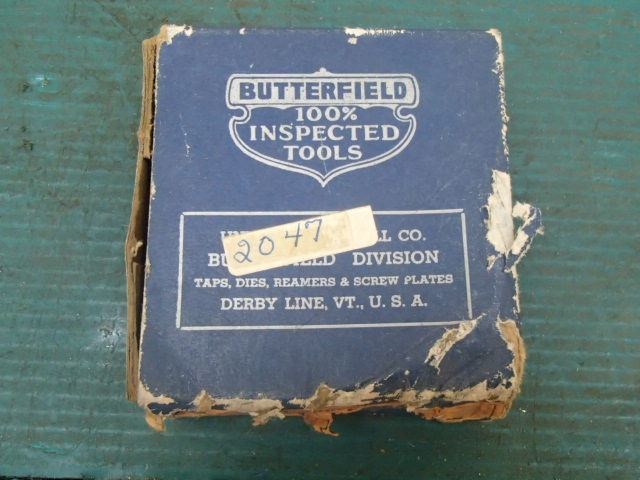 BUTTERFIELD
100%
INSPECTED
TOOLS
2047
CO.
DIVISION
TAPS, DIES, REAMERS & SCREW PLATES
DERBY LINE, VT., U. S. A.